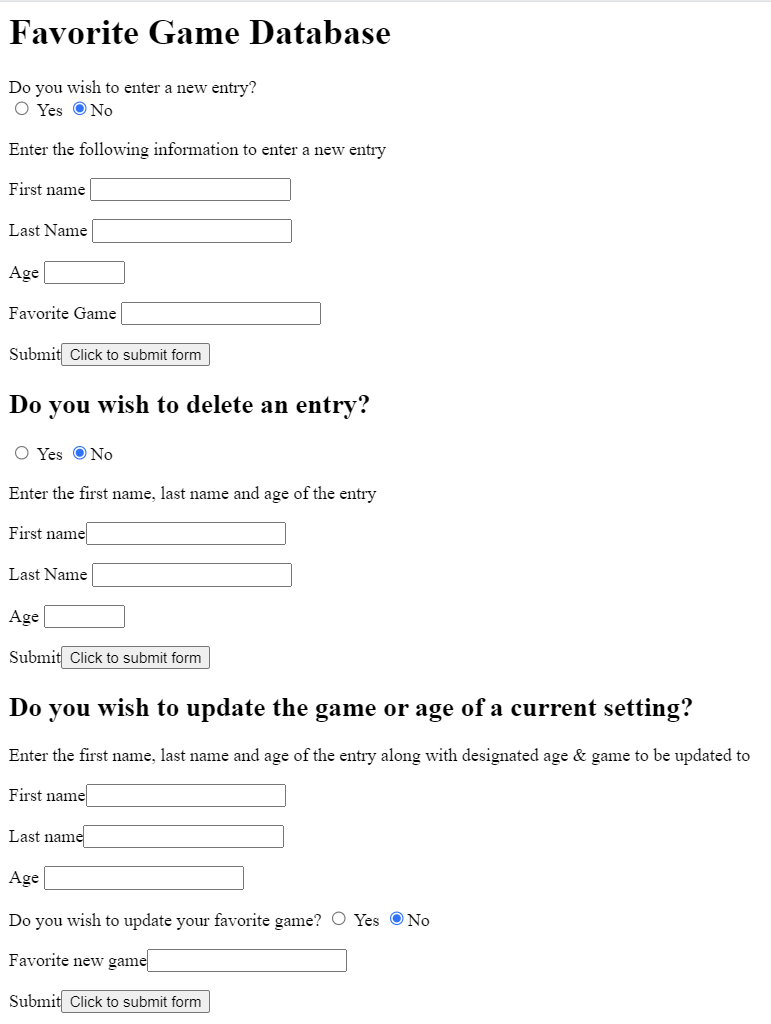 Favorite Game Database
Do you wish to enter a new entry?
Yes No
Enter the following information to enter a new entry
First name
Last Name
Age
Favorite Game
Submit Click to submit form
Do you wish to delete an entry?
Yes No
Enter the first name, last name and age of the entry
First name
Last Name
Age
Submit Click to submit form
Do you wish to update the game or age of a current setting?
Enter the first name, last name and age of the entry along with designated age & game to be updated to
First name
Last name
Age
Do you wish to update your favorite game? Yes No
Favorite new game
Submit Click to submit form